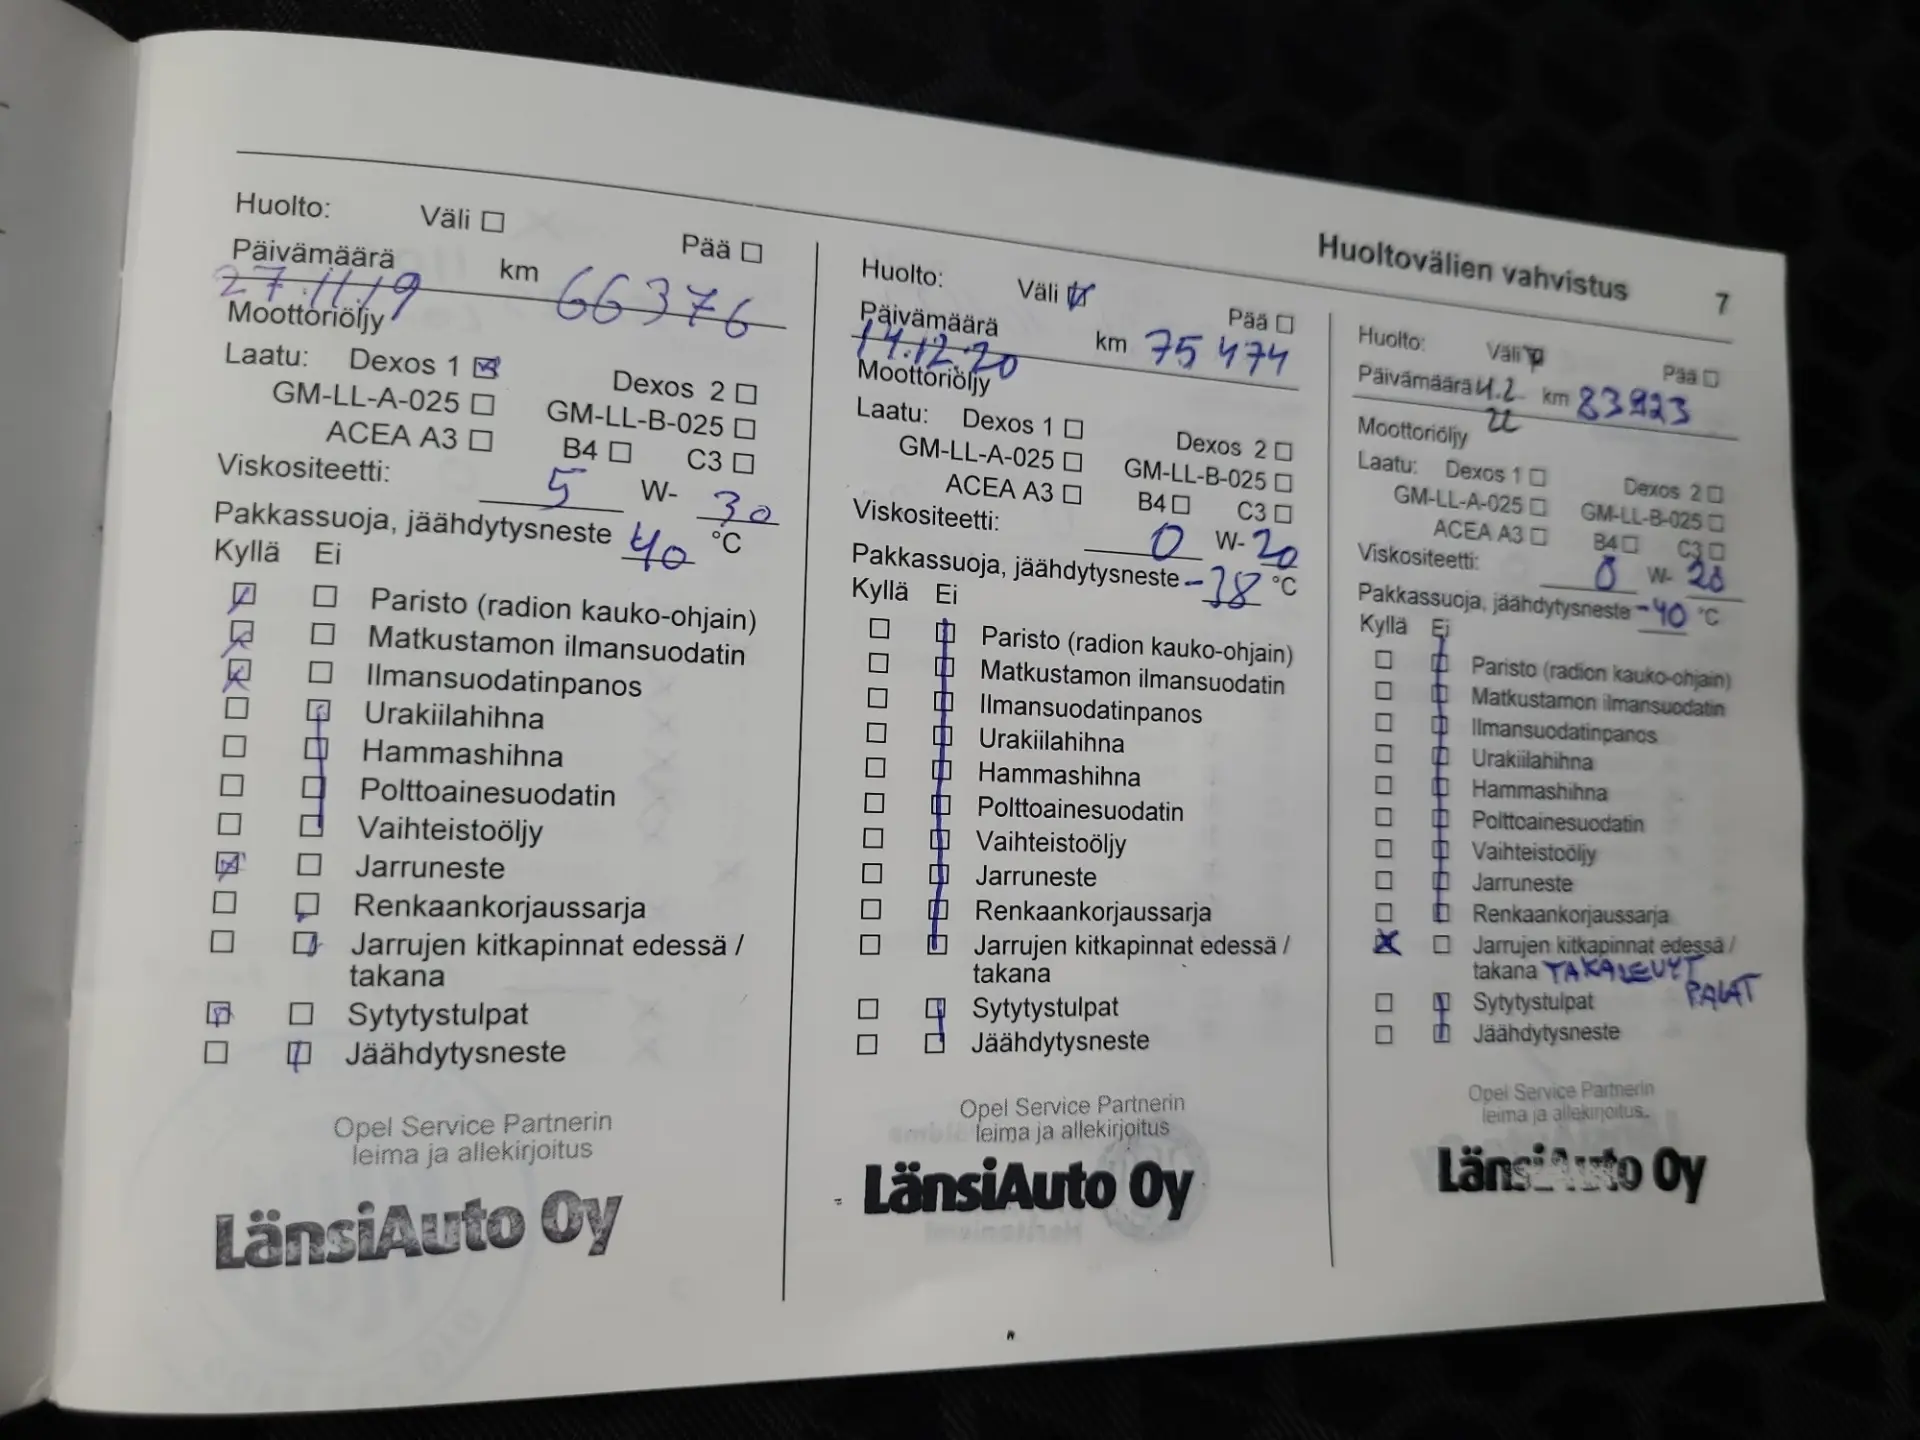 Huoltovälien vahvistus 7
Huolto: Väli Pää
Päivämäärä 27.11.19 km 66376
Moottoriöljy
Laatu: Dexos 1 Dexos 2
GM-LL-A-025 GM-LL-B-025
ACEA A3 B4 C3
Viskositeetti: 5 W- 30
Pakkassuoja, jäähdytysneste 40 °C
Kyllä Ei
Paristo (radion kauko-ohjain)
Matkustamon ilmansuodatin
Ilmansuodatinpanos
Urakiilahihna
Hammashihna
Polttoainesuodatin
Vaihteistoöljy
Jarruneste
Renkaankorjaussarja
Jarrujen kitkapinnat edessä /
takana
Sytytystulpat
Jäähdytysneste
Opel Service Partnerin
leima ja allekirjoitus
LänsiAuto Oy
Huolto: Väli Pää
Päivämäärä 14.12.20 km 75 474
Moottoriöljy
Laatu: Dexos 1 Dexos 2
GM-LL-A-025 GM-LL-B-025
ACEA A3 B4 C3
Viskositeetti: 0 W- 20
Pakkassuoja, jäähdytysneste -38 °C
Kyllä Ei
Paristo (radion kauko-ohjain)
Matkustamon ilmansuodatin
Ilmansuodatinpanos
Urakiilahihna
Hammashihna
Polttoainesuodatin
Vaihteistoöljy
Jarruneste
Renkaankorjaussarja
Jarrujen kitkapinnat edessä /
takana
Sytytystulpat
Jäähdytysneste
Opel Service Partnerin
leima ja allekirjoitus
LänsiAuto Oy
Huolto: Väli Pää
Päivämäärä km 83923
Moottoriöljy
Laatu: Dexos 1 Dexos 2
GM-LL-A-025 GM-LL-B-025
ACEA A3 B4 C3
Viskositeetti: 0 W- 20
Pakkassuoja, jäähdytysneste -40 °C
Kyllä Ei
Paristo (radion kauko-ohjain)
Matkustamon ilmansuodatin
Ilmansuodatinpanos
Urakiilahihna
Hammashihna
Polttoainesuodatin
Vaihteistoöljy
Jarruneste
Renkaankorjaussarja
Jarrujen kitkapinnat edessä /
takana TAKALEVYT
PALAT
Sytytystulpat
Jäähdytysneste
Opel Service Partnerin
leima ja allekirjoitus
LänsiAuto Oy